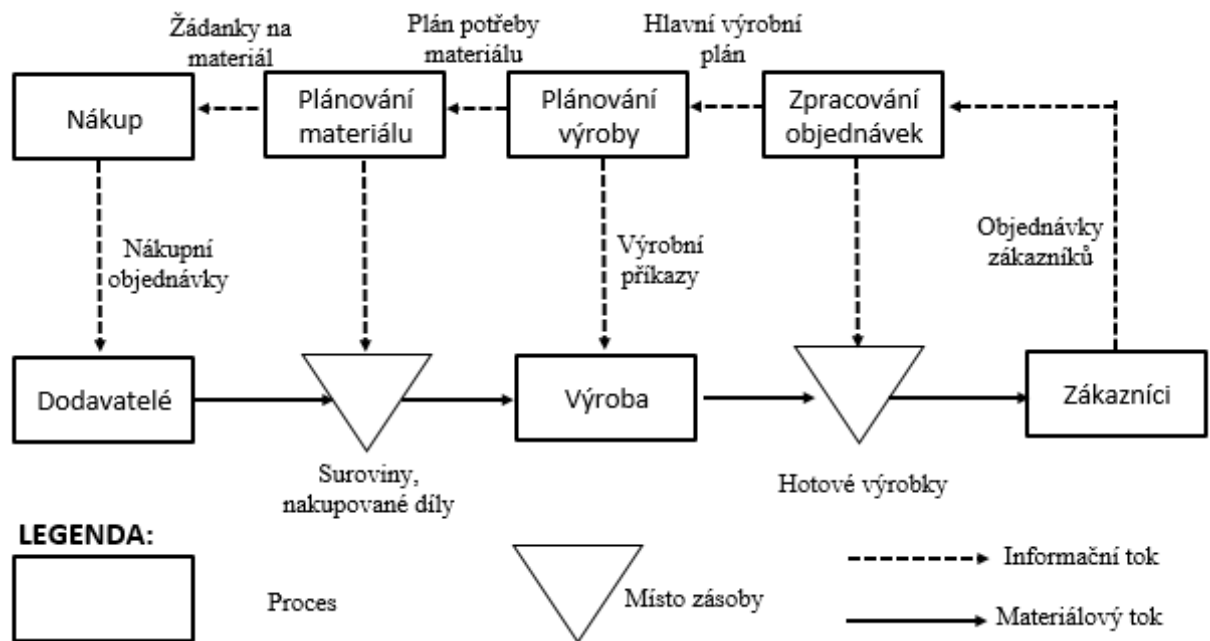 Žádanky na
materiál
Plán potřeby
materiálu
Hlavní výrobní
plán
Nákup
Plánování
materiálu
Plánování
výroby
Zpracování
objednávek
Nákupní
objednávky
Výrobní
příkazy
Objednávky
zákazníků
Dodavatelé
Výroba
Zákazníci
Suroviny,
nakupované díly
Hotové výrobky
LEGENDA:
Proces
Místo zásoby
Informační tok
Materiálový tok